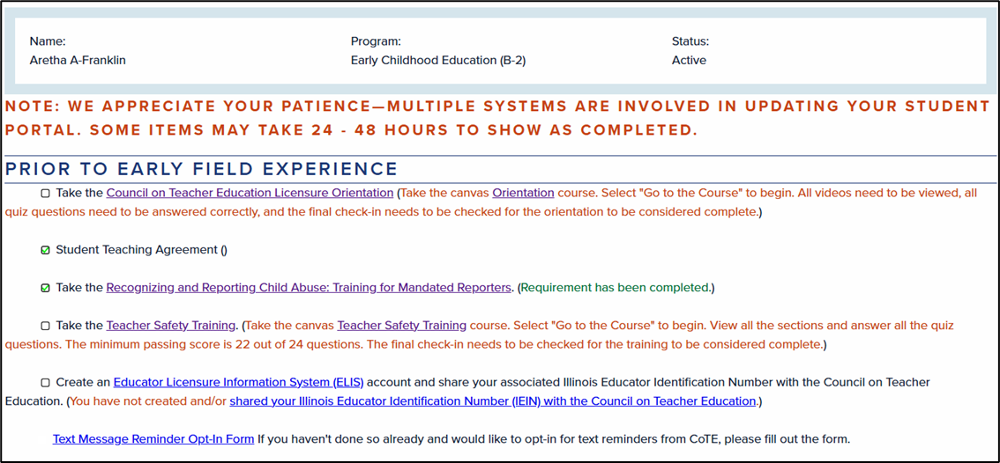 Name:
Program:
Status:
Aretha A-Franklin
Early Childhood Education (B-2)
Active
NOTE: WE APPRECIATE YOUR PATIENCE—MULTIPLE SYSTEMS ARE INVOLVED IN UPDATING YOUR STUDENT
PORTAL. SOME ITEMS MAY TAKE 24 - 48 HOURS TO SHOW AS COMPLETED.
PRIOR TO EARLY FIELD EXPERIENCE
Take the Council on Teacher Education Licensure Orientation (Take the canvas Orientation course. Select "Go to the Course" to begin. All videos need to be viewed, all
quiz questions need to be answered correctly, and the final check-in needs to be checked for the orientation to be considered complete.)
Student Teaching Agreement ()
Take the Recognizing and Reporting Child Abuse: Training for Mandated Reporters. (Requirement has been completed.)
Take the Teacher Safety Training. (Take the canvas Teacher Safety Training course. Select "Go to the Course" to begin. View all the sections and answer all the quiz
questions. The minimum passing score is 22 out of 24 questions. The final check-in needs to be checked for the training to be considered complete.)
Create an Educator Licensure Information System (ELIS) account and share your associated Illinois Educator Identification Number with the Council on Teacher
Education. (You have not created and/or shared your Illinois Educator Identification Number (IEIN) with the Council on Teacher Education.)
Text Message Reminder Opt-In Form If you haven't done so already and would like to opt-in for text reminders from CoTE, please fill out the form.